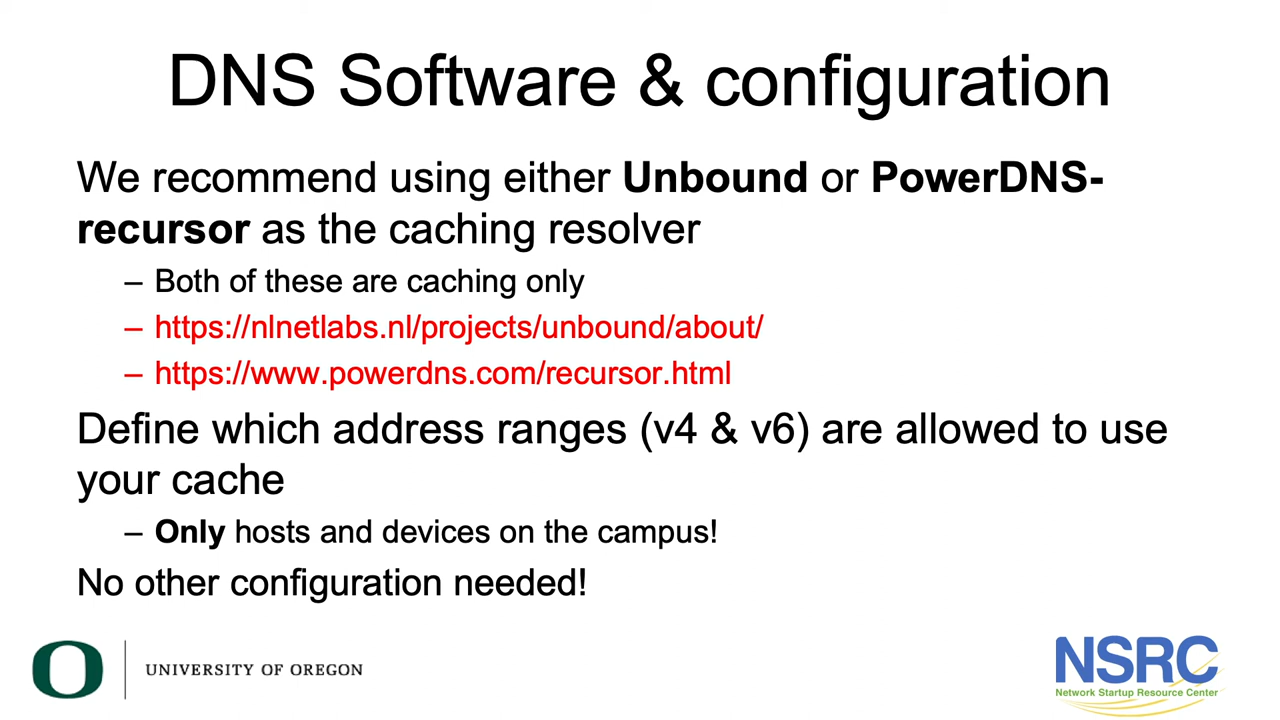 DNS Software & configuration
We recommend using either Unbound or PowerDNS-
recursor as the caching resolver
– Both of these are caching only
– https://nlnetlabs.nl/projects/unbound/about/
– https://www.powerdns.com/recursor.html
Define which address ranges (v4 & v6) are allowed to use
your cache
– Only hosts and devices on the campus!
No other configuration needed!
O UNIVERSITY OF OREGON
NSRC
Network Startup Resource Center